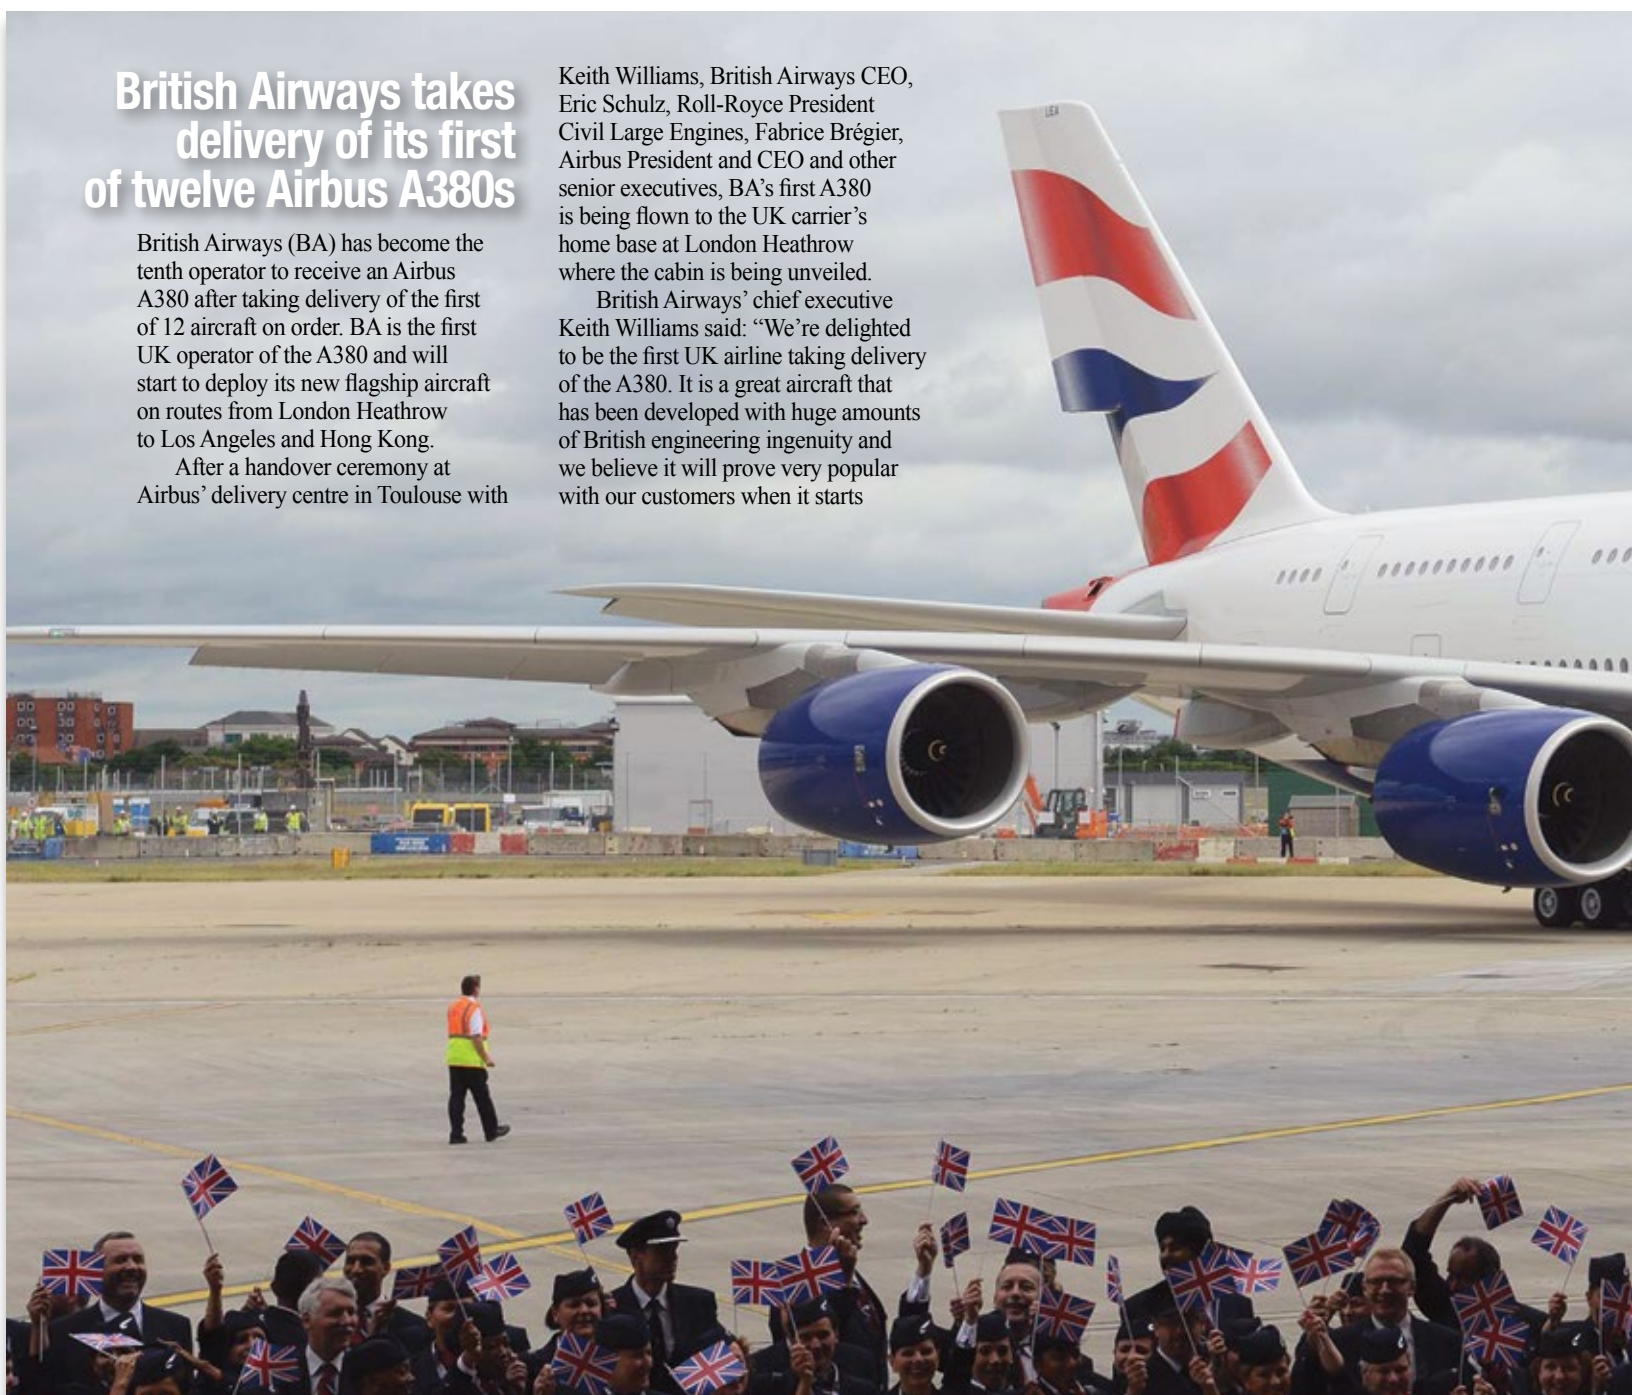 British Airways takes
delivery of its first
of twelve Airbus A380s
British Airways (BA) has become the
tenth operator to receive an Airbus
A380 after taking delivery of the first
of 12 aircraft on order. BA is the first
UK operator of the A380 and will
start to deploy its new flagship aircraft
on routes from London Heathrow
to Los Angeles and Hong Kong.
After a handover ceremony at
Airbus’ delivery centre in Toulouse with
Keith Williams, British Airways CEO,
Eric Schulz, Roll-Royce President
Civil Large Engines, Fabrice Brégier,
Airbus President and CEO and other
senior executives, BA’s first A380
is being flown to the UK carrier’s
home base at London Heathrow
where the cabin is being unveiled.
British Airways’ chief executive
Keith Williams said: “We’re delighted
to be the first UK airline taking delivery
of the A380. It is a great aircraft that
has been developed with huge amounts
of British engineering ingenuity and
we believe it will prove very popular
with our customers when it starts
LEA